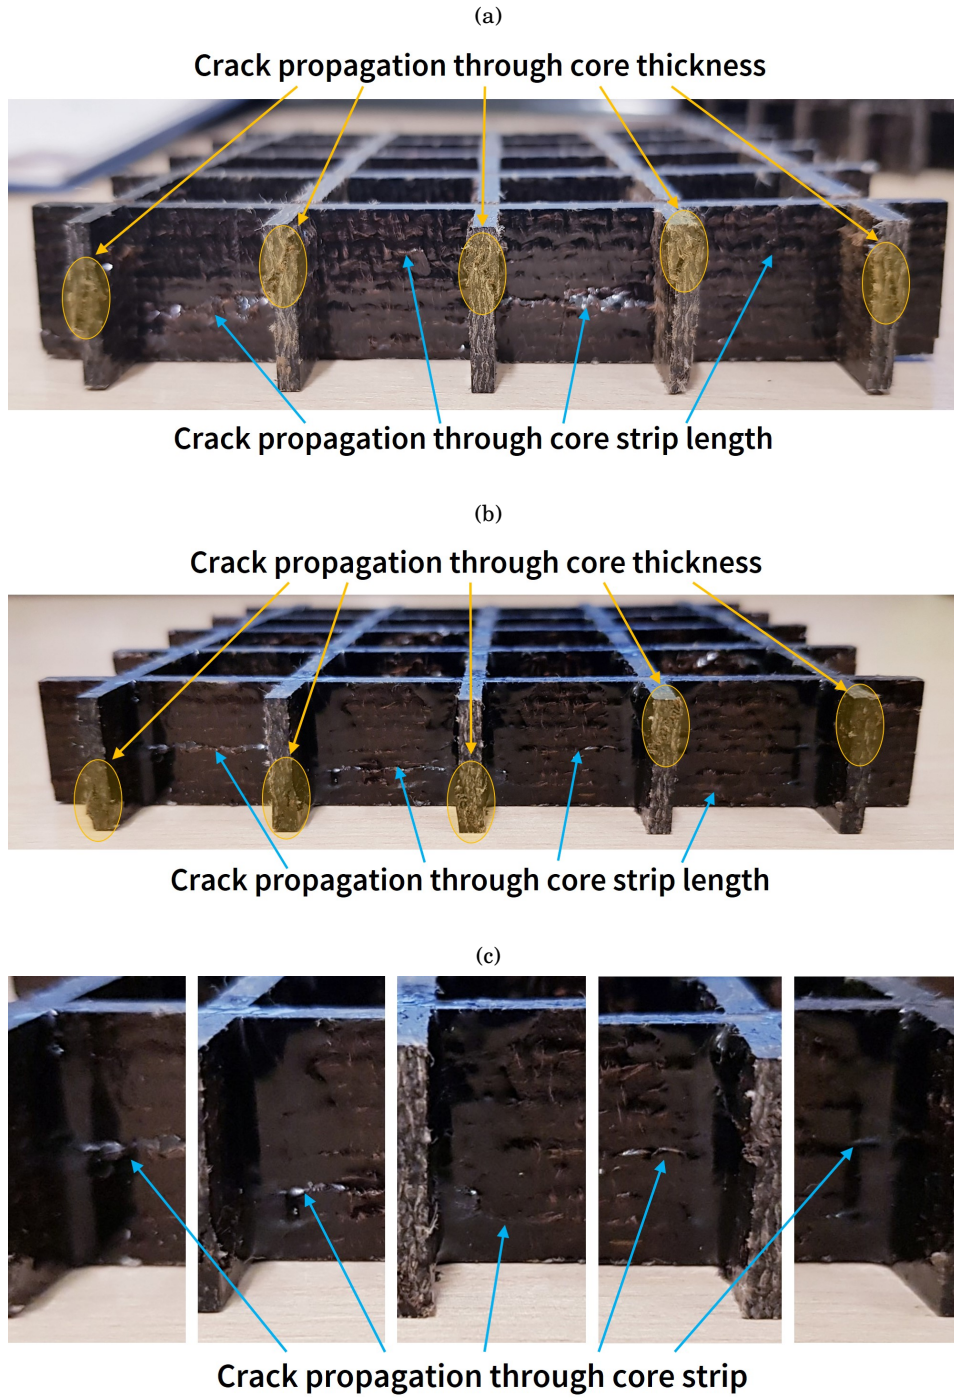 (a)
Crack propagation through core thickness
Crack propagation through core strip length
(b)
Crack propagation through core thickness
Crack propagation through core strip length
(c)
Crack propagation through core strip